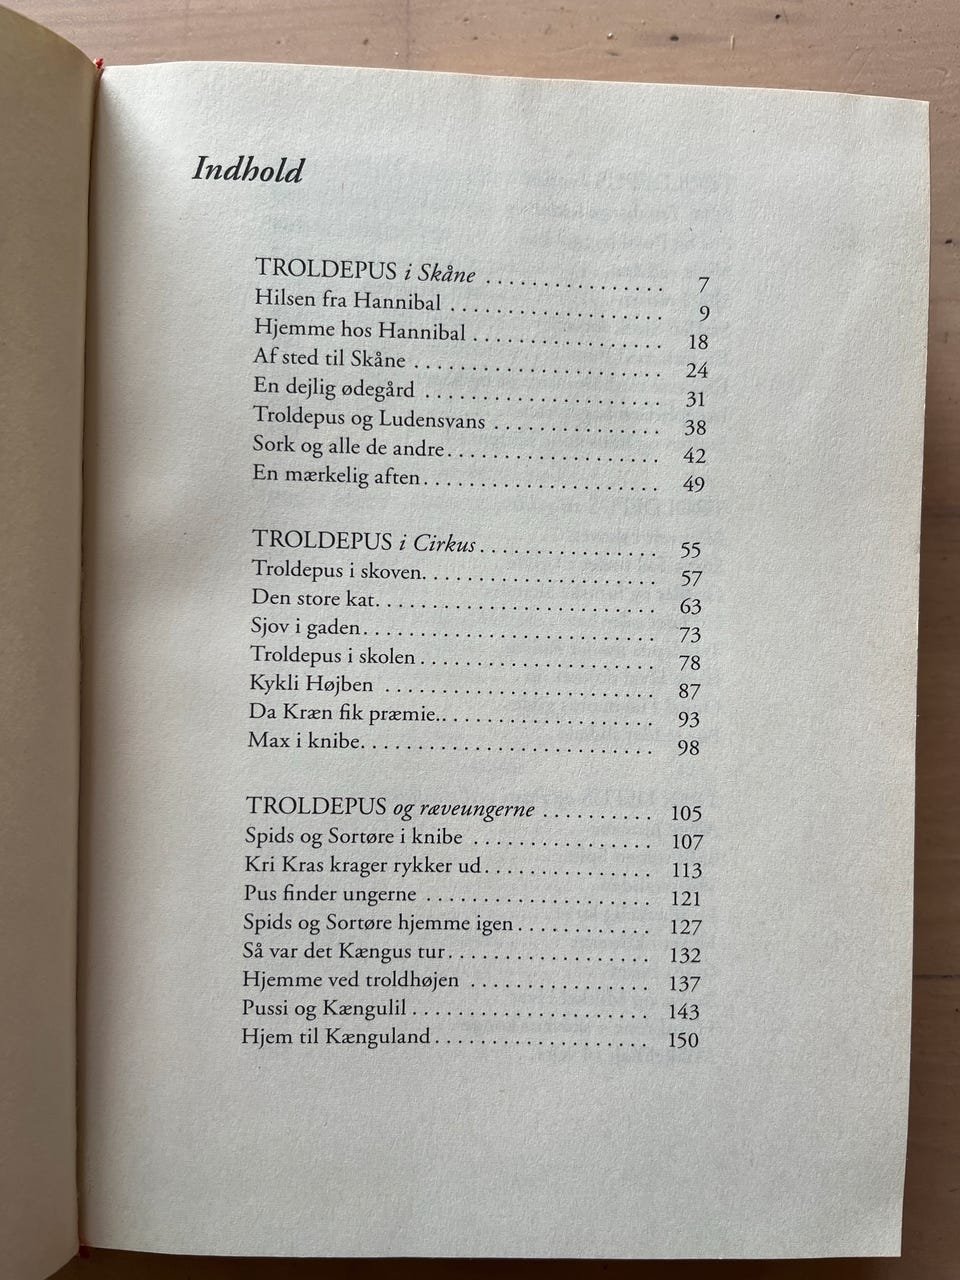 Indhold
TROLDEPUS i Skåne ................ 7
Hilsen fra Hannibal ................... 9
Hjemme hos Hannibal ................. 18
Af sted til Skåne ...................... 24
En dejlig ødegård ..................... 31
Troldepus og Ludensvans ............... 38
Sork og alle de andre................... 42
En mærkelig aften..................... 49
TROLDEPUS i Cirkus................ 55
Troldepus i skoven..................... 57
Den store kat......................... 63
Sjov i gaden.......................... 73
Troldepus i skolen ..................... 78
Kykli Højben ........................ 87
Da Kræn fik præmie.................... 93
Max i knibe.......................... 98
TROLDEPUS og ræveungerne .......... 105
Spids og Sortøre i knibe ................ 107
Kri Kras krager rykker ud............... 113
Pus finder ungerne .................... 121
Spids og Sortøre hjemme igen............ 127
Så var det Kængus tur.................. 132
Hjemme ved troldhøjen ................ 137
Pussi og Kængulil ..................... 143
Hjem til Kænguland................... 150